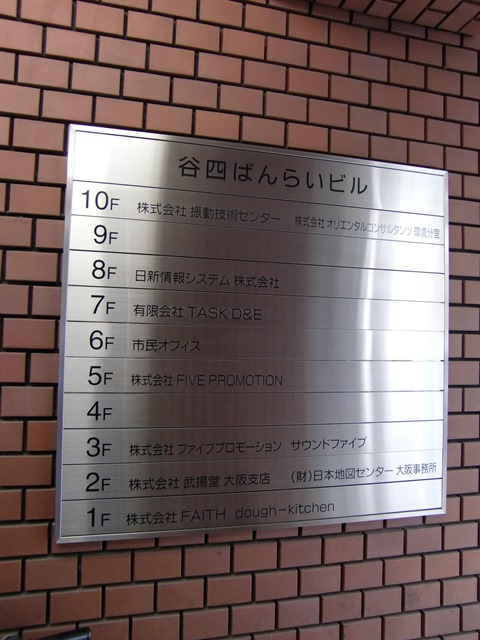 谷四ばんらいビル
10F 株式会社 振動技術センター 株式会社 オリエンタルコンサルタンツ 環境分室
9F
8F 日新情報システム 株式会社
7F 有限会社 TASK D&E
6F 市民オフィス
5F 株式会社 FIVE PROMOTION
4F
3F 株式会社 ファイブプロモーション サウンドファイブ
2F 株式会社 武揚堂 大阪支店 (財)日本地図センター 大阪事務所
1F 株式会社 FAITH dough-kitchen